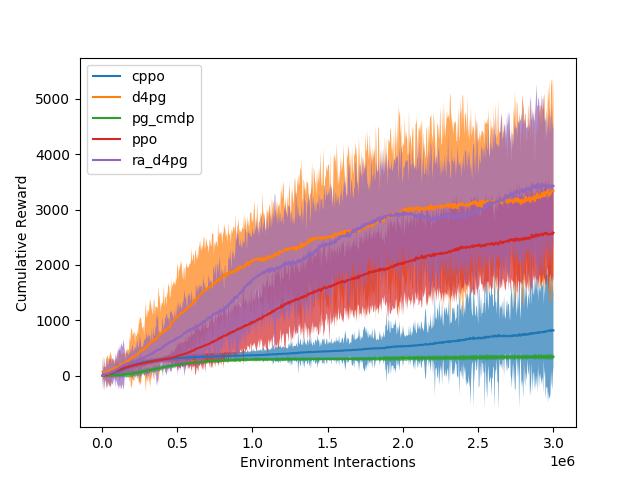 cppo
d4pg
pg_cmdp
ppo
ra_d4pg
5000
4000
3000
2000
1000
0
Cumulative Reward
0.0 0.5 1.0 1.5 2.0 2.5 3.0
1e6
Environment Interactions